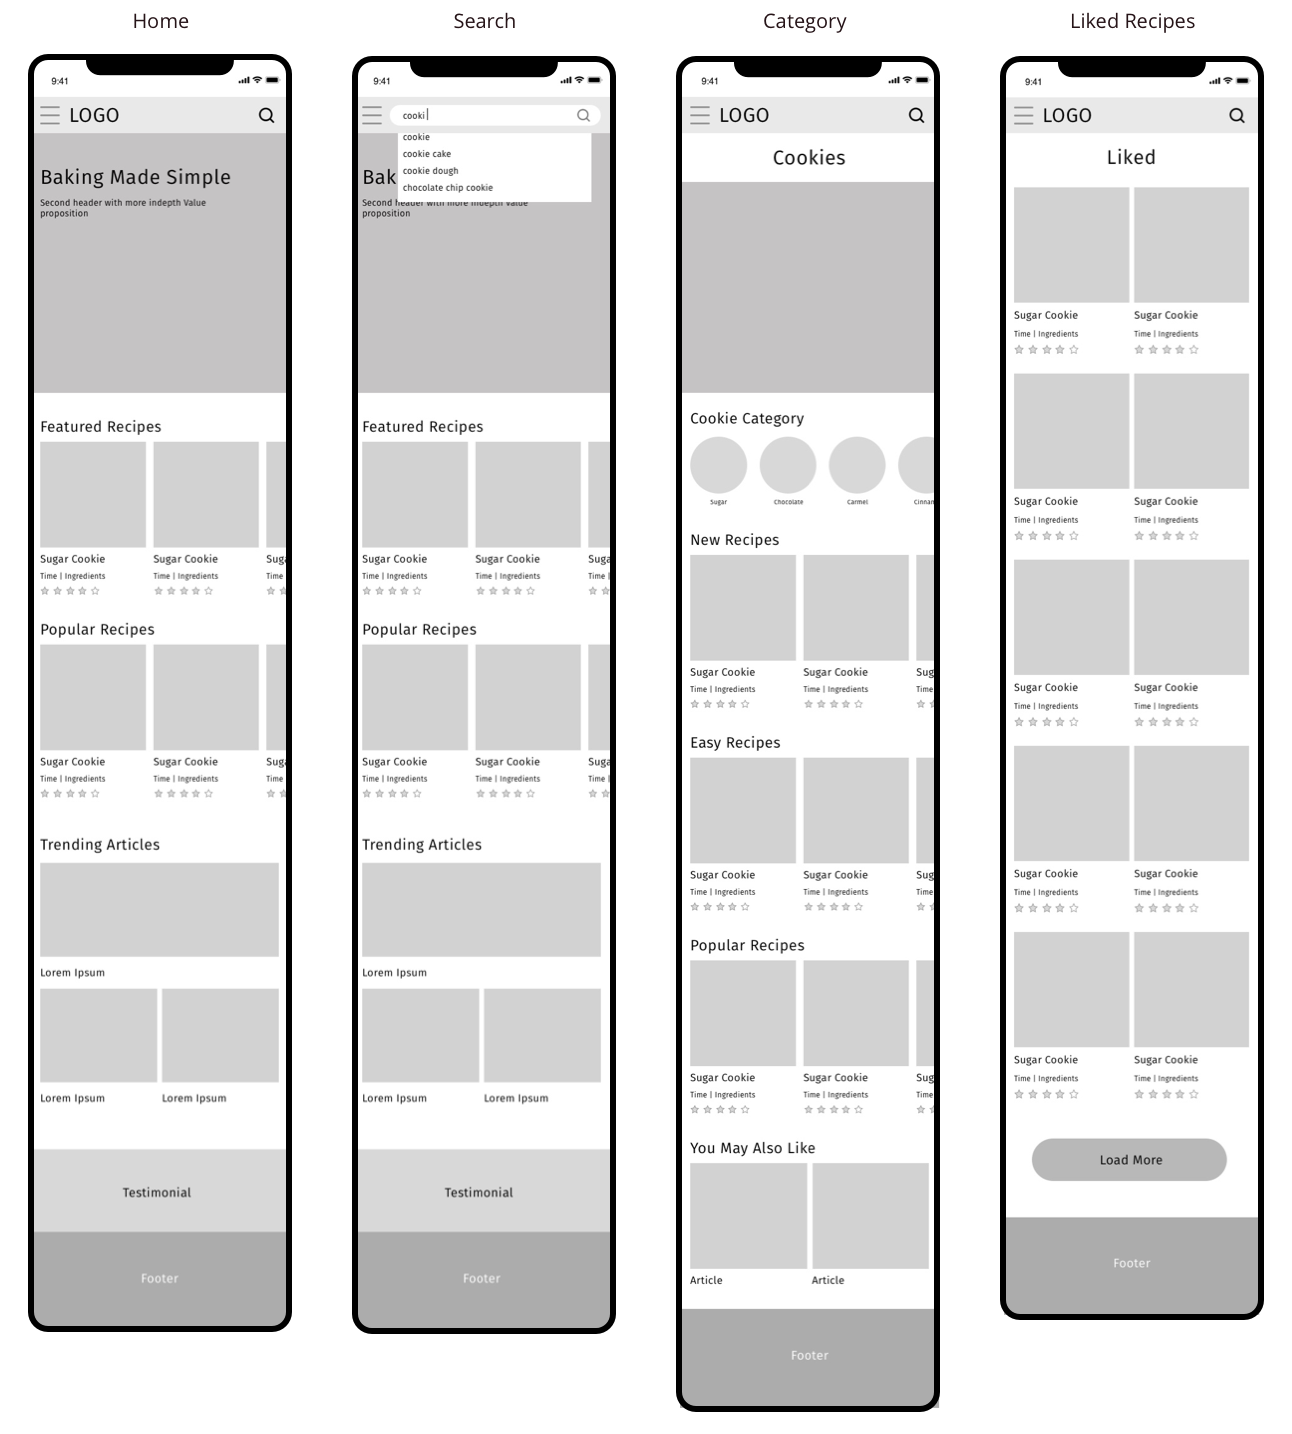 Home
9:41
LOGO
Baking Made Simple
Second header with more indepth Value
proposition
Featured Recipes
Sugar Cookie Sugar Cookie Suga
Time | Ingredients Time | Ingredients Time |
Popular Recipes
Sugar Cookie Sugar Cookie Suga
Time | Ingredients Time | Ingredients Time |
Trending Articles
Lorem Ipsum
Lorem Ipsum Lorem Ipsum
Testimonial
Footer
Search
9:41
cooki
cookie
cookie cake
cookie dough
chocolate chip cookie
Bak
Second header with more indepth Value
proposition
Featured Recipes
Sugar Cookie Sugar Cookie Suga
Time | Ingredients Time | Ingredients Time |
Popular Recipes
Sugar Cookie Sugar Cookie Suga
Time | Ingredients Time | Ingredients Time |
Trending Articles
Lorem Ipsum
Lorem Ipsum Lorem Ipsum
Testimonial
Footer
Category
9:41
LOGO
Cookies
Cookie Category
Sugar Chocolate Carmel Cinnam
New Recipes
Sugar Cookie Sugar Cookie Sug
Time | Ingredients Time | Ingredients Time
Easy Recipes
Sugar Cookie Sugar Cookie Sug
Time | Ingredients Time | Ingredients Time
Popular Recipes
Sugar Cookie Sugar Cookie Sug
Time | Ingredients Time | Ingredients Time
You May Also Like
Article Article
Footer
Liked Recipes
9:41
LOGO
Liked
Sugar Cookie Sugar Cookie
Time | Ingredients Time | Ingredients
Sugar Cookie Sugar Cookie
Time | Ingredients Time | Ingredients
Sugar Cookie Sugar Cookie
Time | Ingredients Time | Ingredients
Sugar Cookie Sugar Cookie
Time | Ingredients Time | Ingredients
Sugar Cookie Sugar Cookie
Time | Ingredients Time | Ingredients
Load More
Footer